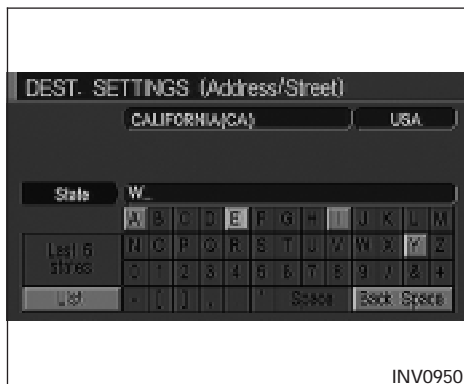 DEST. SETTINGS (Address/Street)
CALIFORNIA(CA) USA
State W_
A B C D E F G H I J K L M
Last 5 states
N O P Q R S T U V W X Y Z
0 1 2 3 4 5 6 7 8 9 / & +
List - ( ) . ' Space Back Space
INV0950